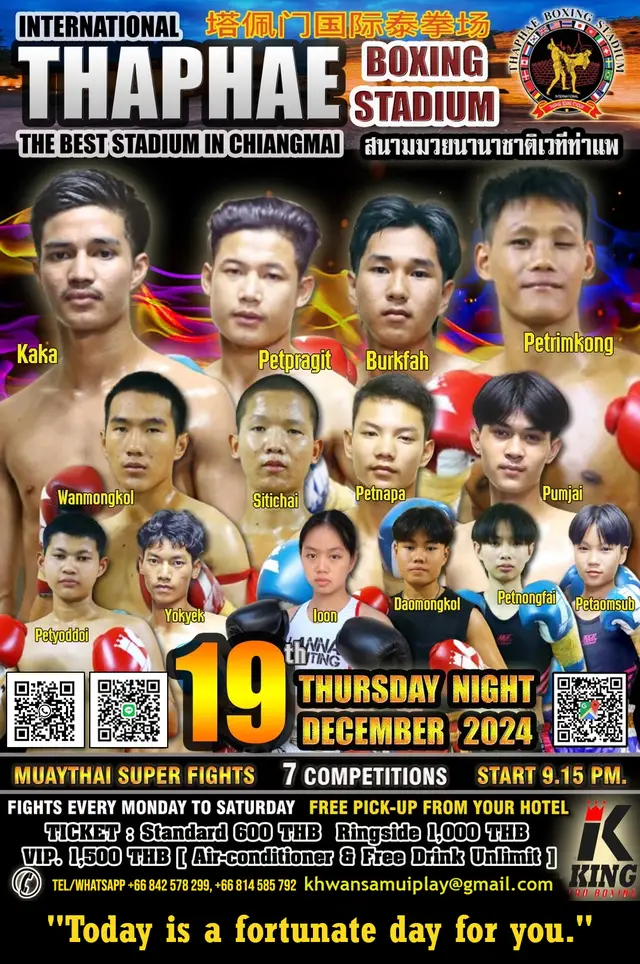 INTERNATIONAL
塔佩门国际泰拳场
THAPHAE
BOXING
STADIUM
THE BEST STADIUM IN CHIANGMAI
สนามมวยนานาชาติเวทีท่าแพ
THAPHAE BOXING STADIUM
INTERNATIONAL
Kaka
Petpragit
Burkfah
Petrimkong
Wanmongkol
Sitichai
Petnapa
Pumjai
Petyoddoi
Yokyek
Ioon
Daomongkol
Petnongfai
Petaomsub
19th
THURSDAY NIGHT
DECEMBER 2024
MUAYTHAI SUPER FIGHTS 7 COMPETITIONS START 9.15 PM.
FIGHTS EVERY MONDAY TO SATURDAY FREE PICK-UP FROM YOUR HOTEL
TICKET : Standard 600 THB Ringside 1,000 THB
VIP. 1,500 THB [ Air-conditioner & Free Drink Unlimit ]
TEL/WHATSAPP +66 842 578 299, +66 814 585 792 khwansamuiplay@gmail.com
K
KING
PRO BOXING
"Today is a fortunate day for you."